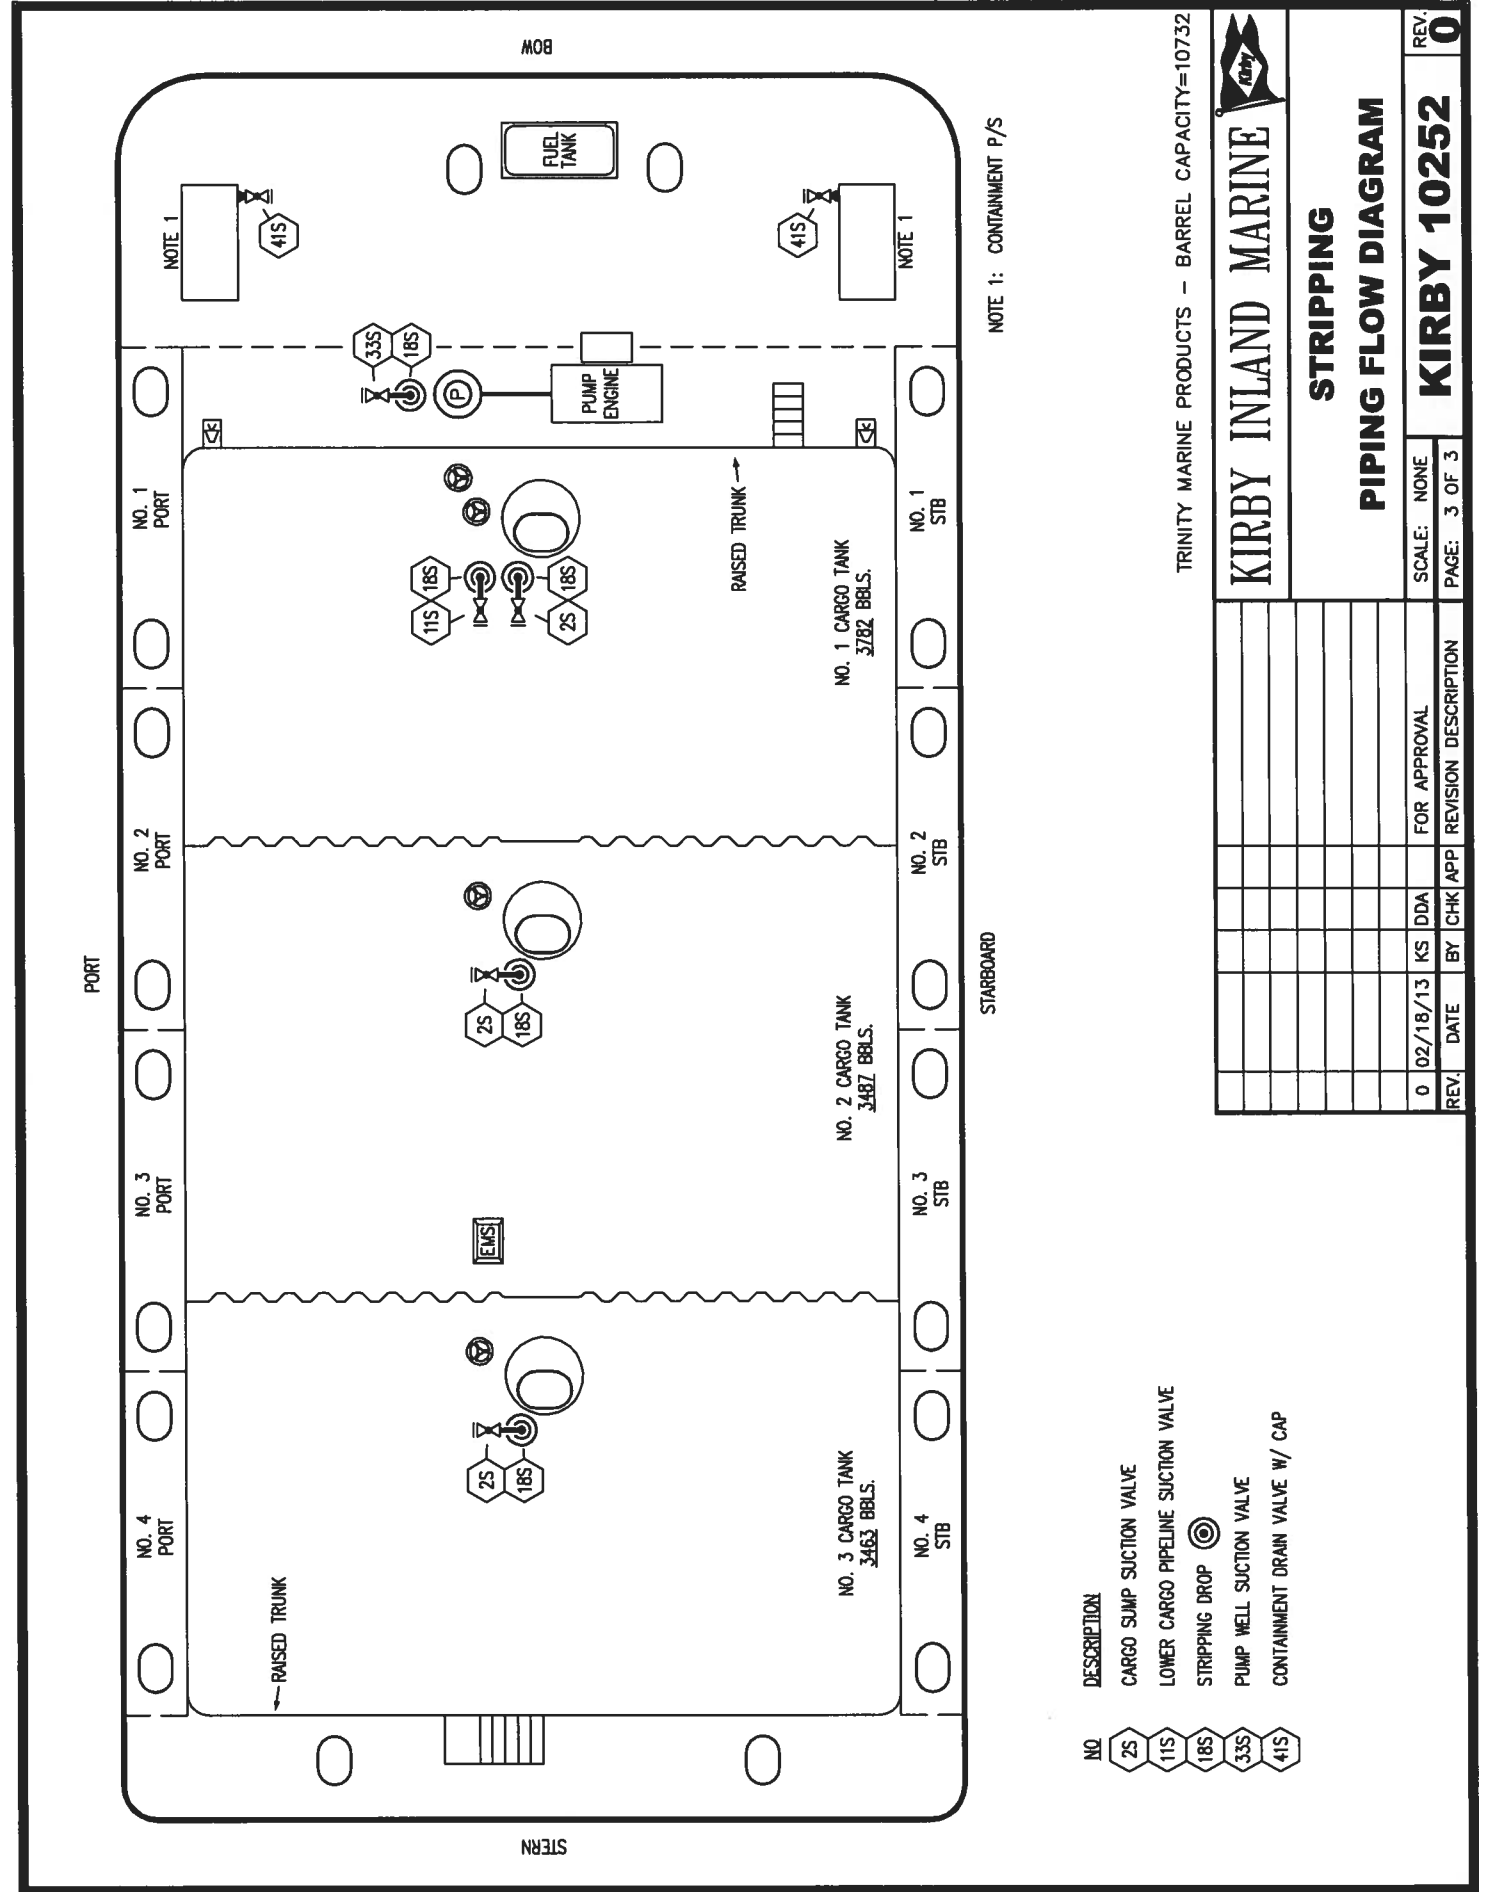 BOW
STERN
PORT
STARBOARD
NOTE 1
41S
FUEL
TANK
41S
NOTE 1
33S
18S
P
PUMP
ENGINE
NO. 1
PORT
NO. 2
PORT
NO. 3
PORT
NO. 4
PORT
11S
18S
2S
18S
RAISED TRUNK
NO. 1 CARGO TANK
3782 BBLS.
2S
18S
NO. 2 CARGO TANK
3487 BBLS.
EMS
2S
18S
NO. 3 CARGO TANK
3463 BBLS.
RAISED TRUNK
NO. 1
STB
NO. 2
STB
NO. 3
STB
NO. 4
STB
NOTE 1: CONTAINMENT P/S
NO DESCRIPTION
2S CARGO SUMP SUCTION VALVE
11S LOWER CARGO PIPELINE SUCTION VALVE
18S STRIPPING DROP
33S PUMP WELL SUCTION VALVE
41S CONTAINMENT DRAIN VALVE W/ CAP
TRINITY MARINE PRODUCTS - BARREL CAPACITY=10732
KIRBY INLAND MARINE
Kirby
STRIPPING
PIPING FLOW DIAGRAM
0 02/18/13 KS DDA FOR APPROVAL
REV. DATE BY CHK APP REVISION DESCRIPTION
SCALE: NONE
PAGE: 3 OF 3
KIRBY 10252
REV.
0